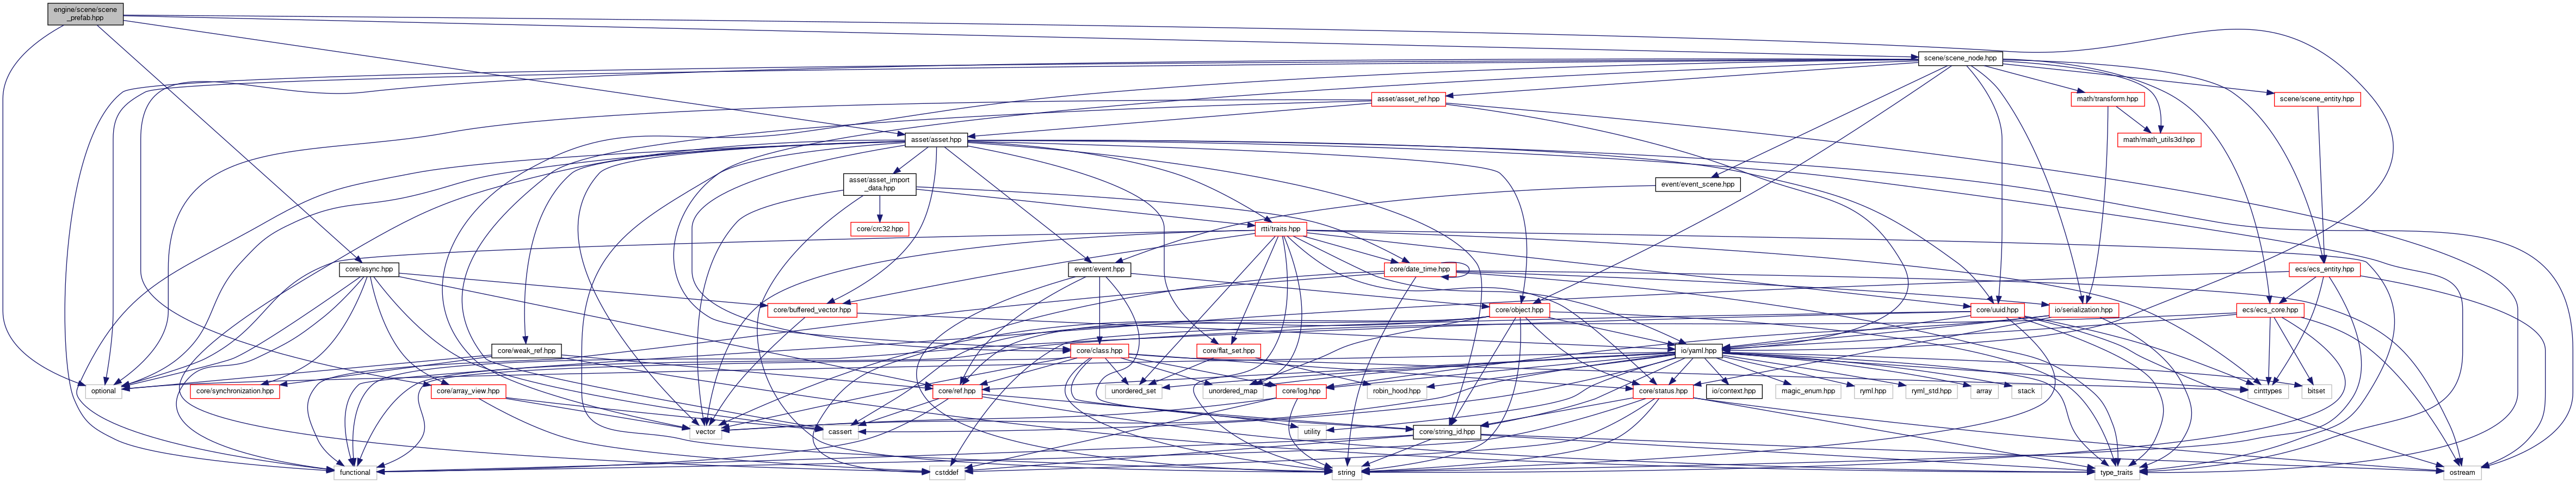 engine/scene/scene
_prefab.hpp
scene/scene_node.hpp
asset/asset_ref.hpp
math/transform.hpp
scene/scene_entity.hpp
asset/asset.hpp
math/math_utils3d.hpp
asset/asset_import
_data.hpp
event/event_scene.hpp
core/crc32.hpp
rtti/traits.hpp
core/async.hpp
event/event.hpp
core/date_time.hpp
ecs/ecs_entity.hpp
core/buffered_vector.hpp
core/object.hpp
core/uuid.hpp
io/serialization.hpp
ecs/ecs_core.hpp
core/weak_ref.hpp
core/class.hpp
core/flat_set.hpp
io/yaml.hpp
optional
core/synchronization.hpp
core/array_view.hpp
core/ref.hpp
unordered_set
unordered_map
core/log.hpp
robin_hood.hpp
core/status.hpp
io/context.hpp
magic_enum.hpp
ryml.hpp
ryml_std.hpp
array
stack
cinttypes
bitset
vector
cassert
utility
core/string_id.hpp
functional
cstddef
string
type_traits
ostream